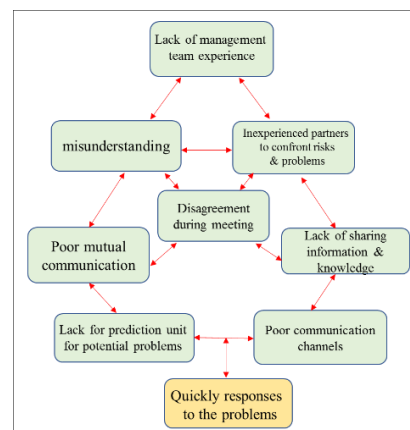 Lack of management
team experience
misunderstanding
Inexperienced partners
to confront risks
& problems
Disagreement
during meeting
Poor mutual
communication
Lack of sharing
information &
knowledge
Lack for prediction unit
for potential problems
Poor communication
channels
Quickly responses
to the problems